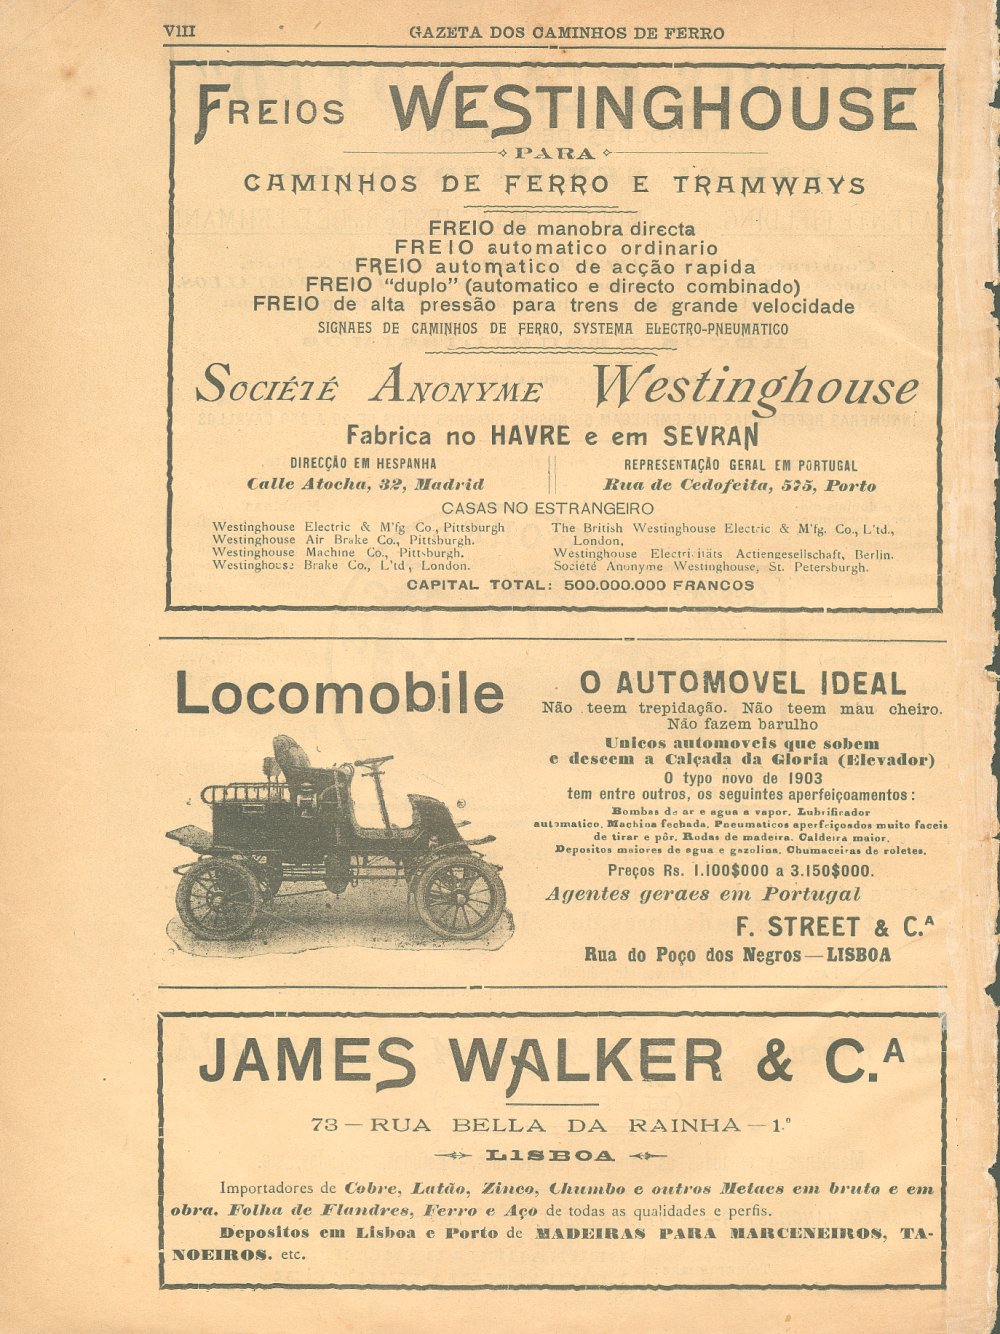 VIII
GAZETA DOS CAMINHOS DE FERRO
FREIOS WESTINGHOUSE
PARA
CAMINHOS DE FERRO E TRAMWAYS
FREIO de manobra directa
FREIO automatico ordinario
FREIO automatico de acção rapida
FREIO “duplo” (automatico e directo combinado)
FREIO de alta pressão para trens de grande velocidade
SIGNAES DE CAMINHOS DE FERRO, SYSTEMA ELECTRO-PNEUMATICO
SOCIÉTÉ ANONYME Westinghouse
Fabrica no HAVRE e em SEVRAN
DIRECÇÃO EM HESPANHA
Calle Atocha, 32, Madrid
REPRESENTAÇÃO GERAL EM PORTUGAL
Rua de Cedofeita, 575, Porto
CASAS NO ESTRANGEIRO
Westinghouse Electric & M'fg Co., Pittsburgh
Westinghouse Air Brake Co., Pittsburgh.
Westinghouse Machine Co., Pittsburgh.
Westinghouse Brake Co., L'td, London.
The British Westinghouse Electric & M'fg. Co., L'td.,
London,
Westinghouse Electricitäts Actiengesellschaft, Berlin.
Société Anonyme Westinghouse, St. Petersburgh.
CAPITAL TOTAL: 500.000.000 FRANCOS
Locomobile
O AUTOMOVEL IDEAL
Não teem trepidação. Não teem mau cheiro.
Não fazem barulho
Unicos automoveis que sobem
e descem a Calçada da Gloria (Elevador)
O typo novo de 1903
tem entre outros, os seguintes aperfeiçoamentos:
Bombas de ar e agua a vapor. Lubrificador
automatico. Machina fechada. Pneumaticos aperfeiçoados muito faceis
de tirar e pôr. Rodas de madeira. Caldeira maior.
Depositos maiores de agua e gazolina. Chumaceiras de roletes.
Preços Rs. 1.100$000 a 3.150$000.
Agentes geraes em Portugal
F. STREET & C.ᴬ
Rua do Poço dos Negros—LISBOA
JAMES WALKER & C.ᴬ
73 — RUA BELLA DA RAINHA — 1.º
LISBOA
Importadores de Cobre, Latão, Zinco, Chumbo e outros Metaes em bruto e em
obra. Folha de Flandres, Ferro e Aço de todas as qualidades e perfis.
Depositos em Lisboa e Porto de MADEIRAS PARA MARCENEIROS, TA-
NOEIROS. etc.